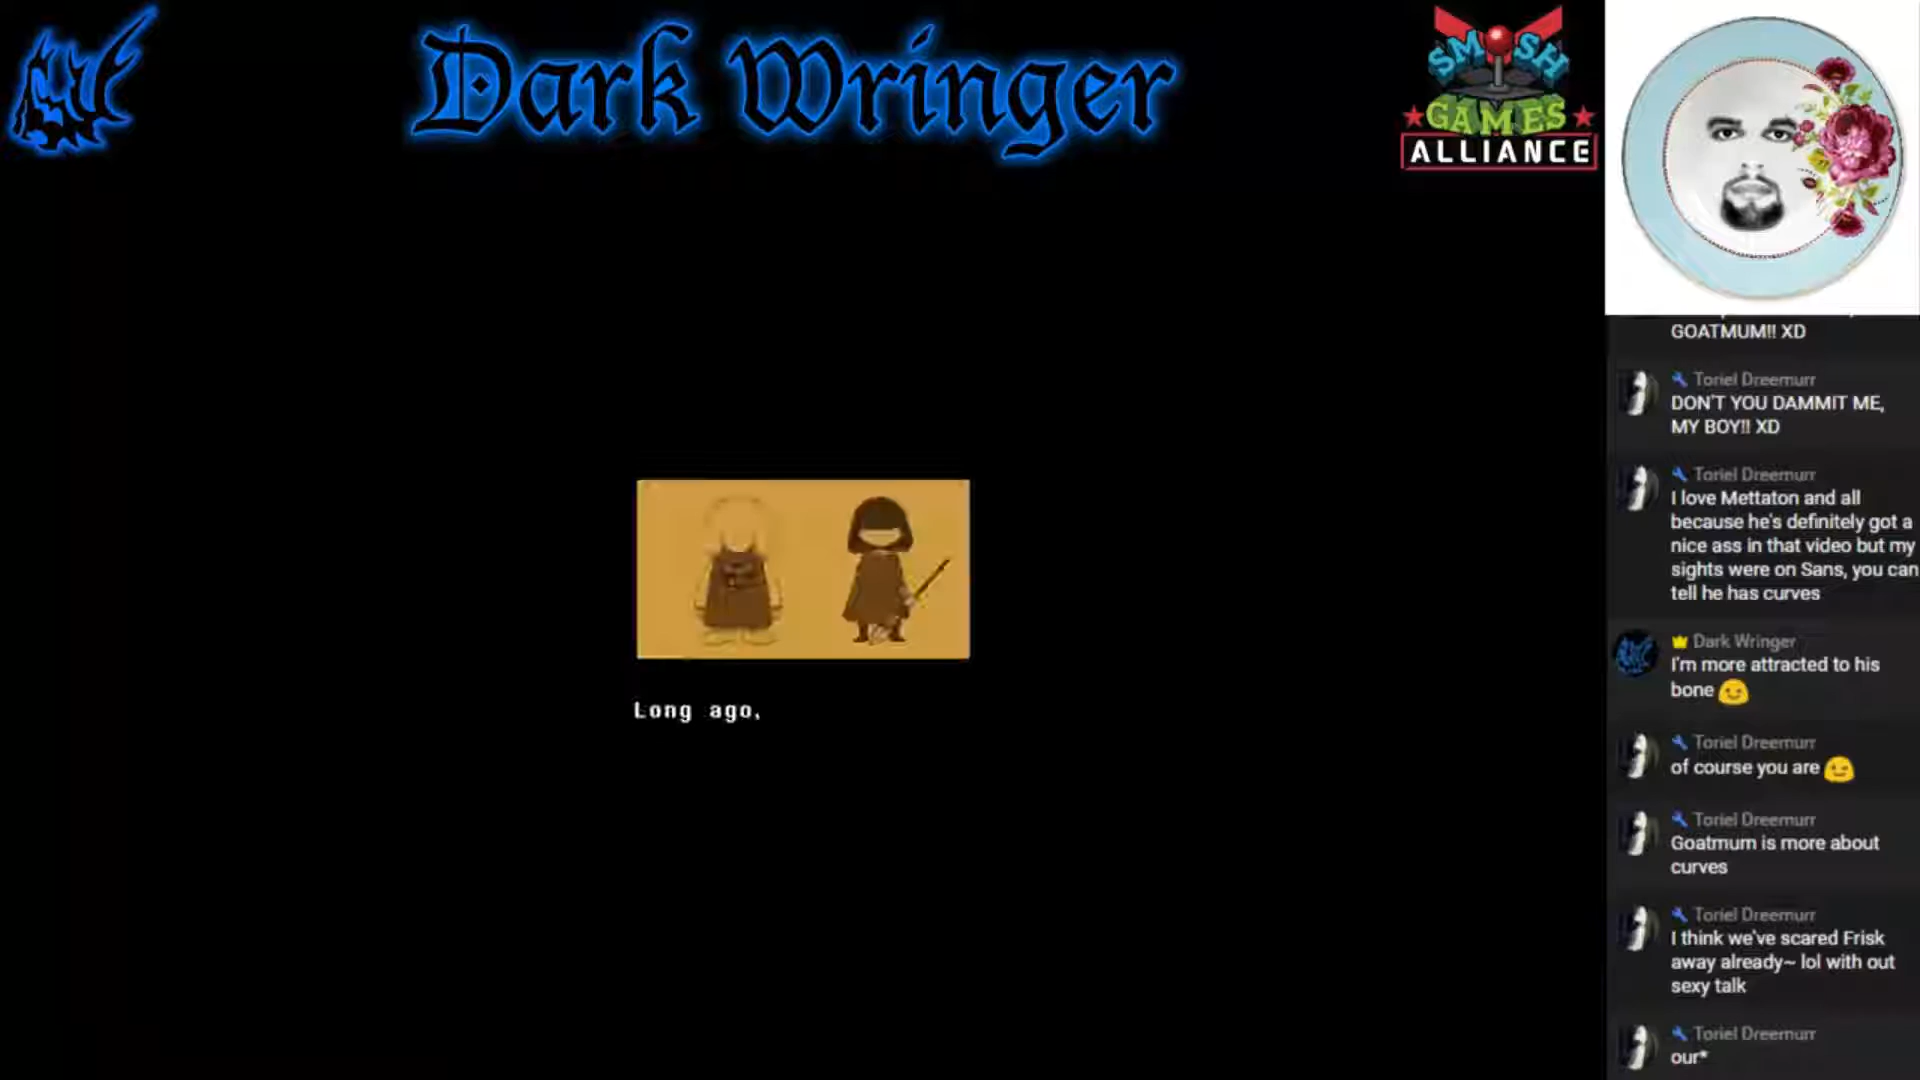 Dark Wringer
SMOSH
GAMES
ALLIANCE
GOATMUM!! XD
Toriel Dreemurr
DON'T YOU DAMMIT ME,
MY BOY!! XD
Toriel Dreemurr
I love Mettaton and all
because he's definitely got a
nice ass in that video but my
sights were on Sans, you can
tell he has curves
Dark Wringer
I'm more attracted to his
bone
Toriel Dreemurr
of course you are
Toriel Dreemurr
Goatmum is more about
curves
Toriel Dreemurr
I think we've scared Frisk
away already~ lol with out
sexy talk
Toriel Dreemurr
our*
Long ago,